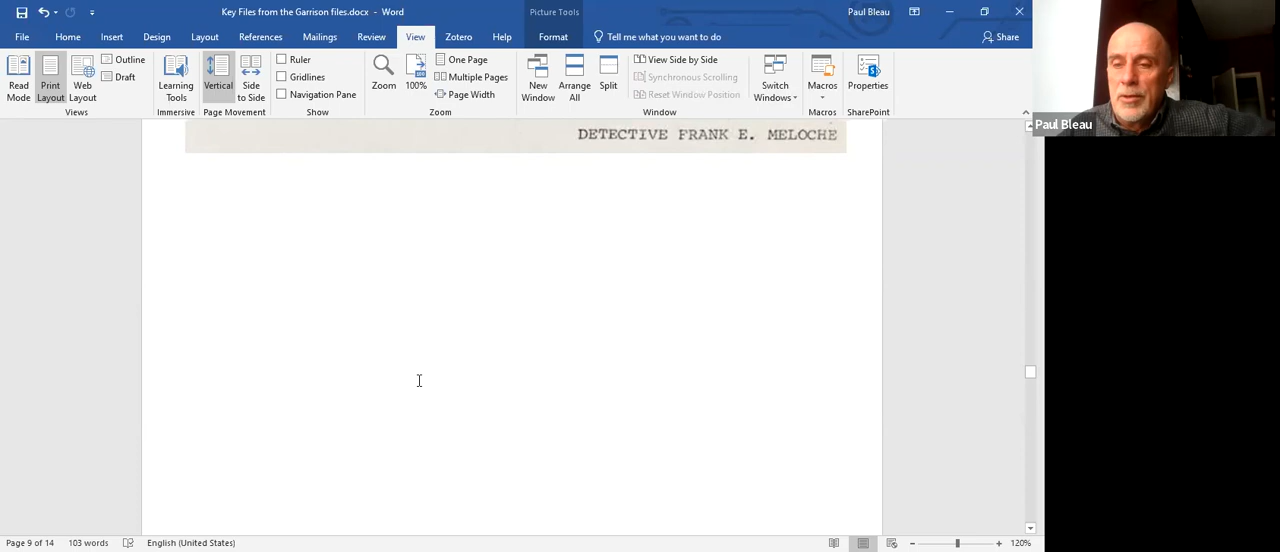 Key Files from the Garrison files.docx - Word
Picture Tools
Paul Bleau
File
Home
Insert
Design
Layout
References
Mailings
Review
View
Zotero
Help
Format
Tell me what you want to do
Share
Read Mode
Print Layout
Web Layout
Outline
Draft
Views
Learning Tools
Immersive
Vertical
Side to Side
Page Movement
Ruler
Gridlines
Navigation Pane
Show
Zoom
100%
One Page
Multiple Pages
Page Width
Zoom
New Window
Arrange All
Split
View Side by Side
Synchronous Scrolling
Reset Window Position
Switch Windows
Window
Macros
Macros
Properties
SharePoint
Paul Bleau
DETECTIVE FRANK E. MELOCHE
Page 9 of 14
103 words
English (United States)
120%